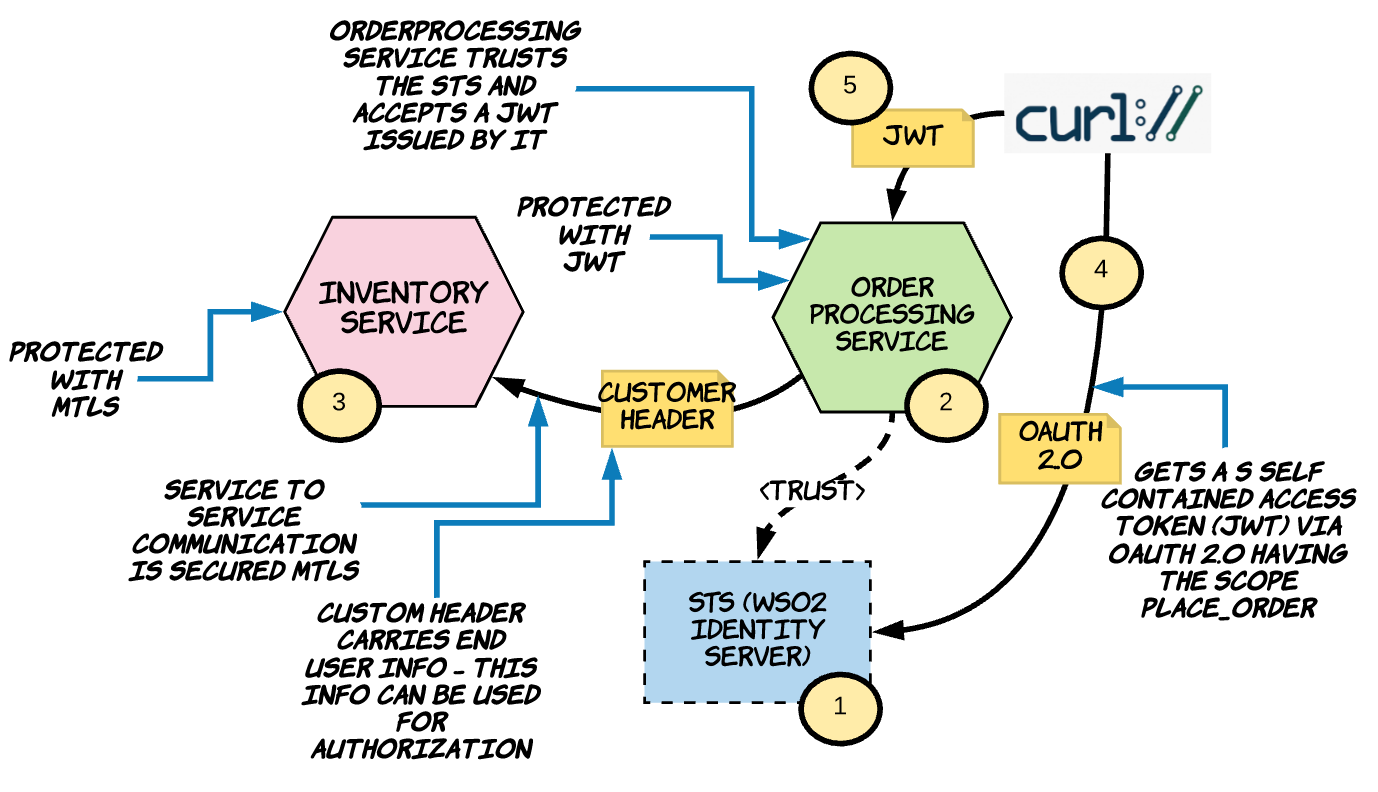 ORDERPROCESSING
SERVICE TRUSTS
THE STS AND
ACCEPTS A JWT
ISSUED BY IT
5
JWT
curl://
PROTECTED
WITH
JWT
4
INVENTORY
SERVICE
ORDER
PROCESSING
SERVICE
PROTECTED
WITH
MTLS
3
CUSTOMER
HEADER
2
OAUTH
2.0
GETS A S SELF
CONTAINED ACCESS
TOKEN (JWT) VIA
OAUTH 2.0 HAVING
THE SCOPE
PLACE_ORDER
SERVICE TO
SERVICE
COMMUNICATION
IS SECURED MTLS
<TRUST>
CUSTOM HEADER
CARRIES END
USER INFO - THIS
INFO CAN BE USED
FOR
AUTHORIZATION
STS (WSO2
IDENTITY
SERVER)
1